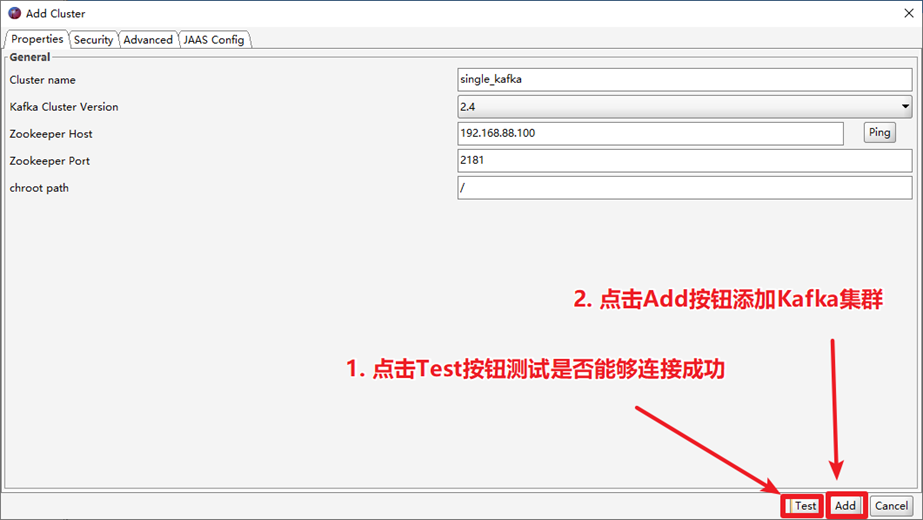 Add Cluster
Properties Security Advanced JAAS Config
General
Cluster name single_kafka
Kafka Cluster Version 2.4
Zookeeper Host 192.168.88.100 Ping
Zookeeper Port 2181
chroot path /
2. 点击Add按钮添加Kafka集群
1. 点击Test按钮测试是否能够连接成功
Test Add Cancel